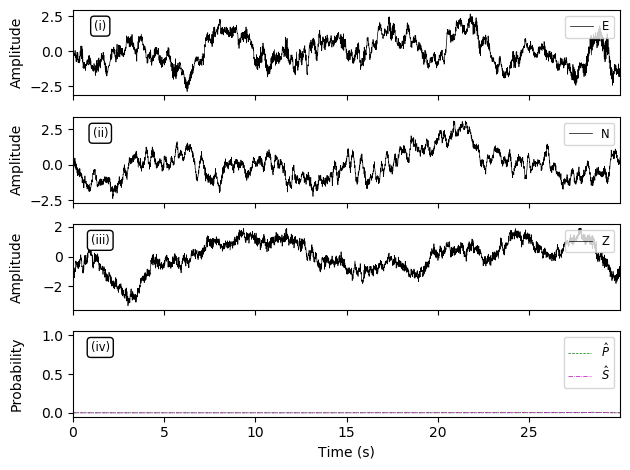 (i)
E
Amplitude
2.5
0.0
−2.5
(ii)
N
Amplitude
2.5
0.0
−2.5
(iii)
Z
Amplitude
2
0
−2
(iv)
P̂
Ŝ
Probability
1.0
0.5
0.0
0 5 10 15 20 25
Time (s)